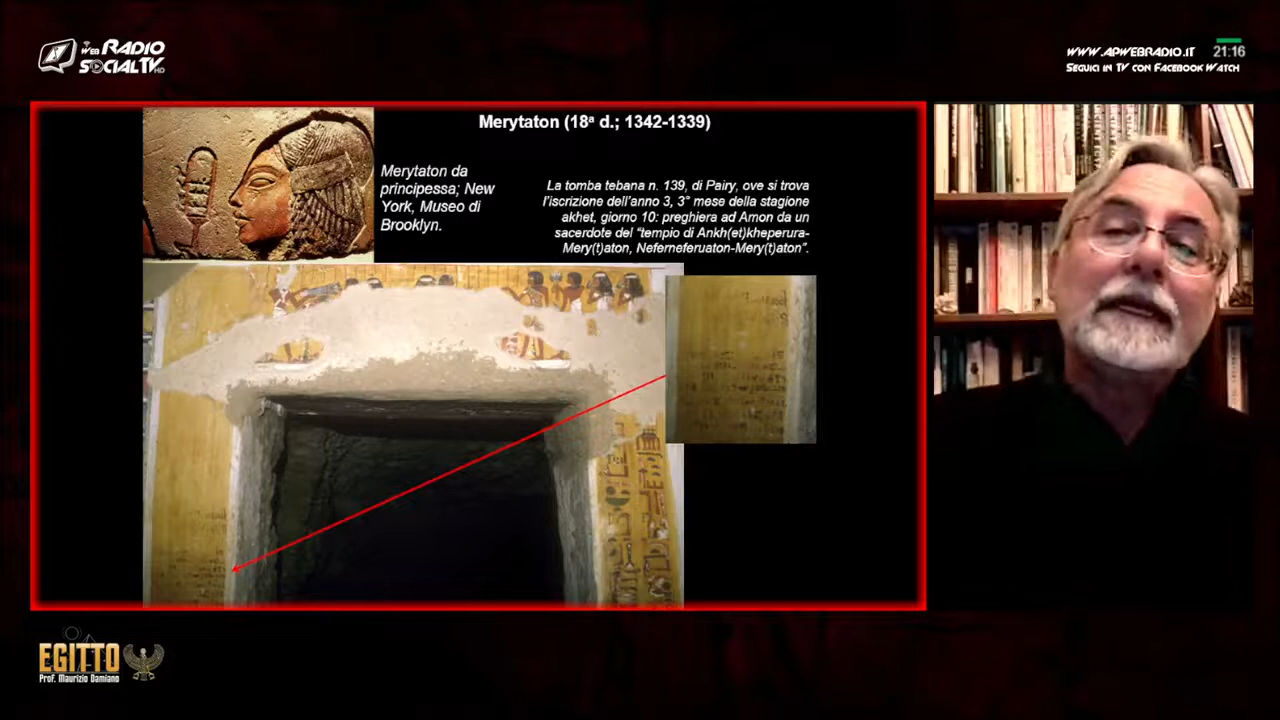 WEB RADIO
SOCIALTV HD
WWW.APWEBRADIO.IT
21:16
SEGUICI IN TV CON FACEBOOK WATCH
Merytaton (18ª d.; 1342-1339)
Merytaton da
principessa; New
York, Museo di
Brooklyn.
La tomba tebana n. 139, di Pairy, ove si trova
l'iscrizione dell'anno 3, 3° mese della stagione
akhet, giorno 10: preghiera ad Amon da un
sacerdote del "tempio di Ankh(et)kheperura-
Mery(t)aton, Neferneferuaton-Mery(t)aton".
EGITTO
Prof. Maurizio Damiano